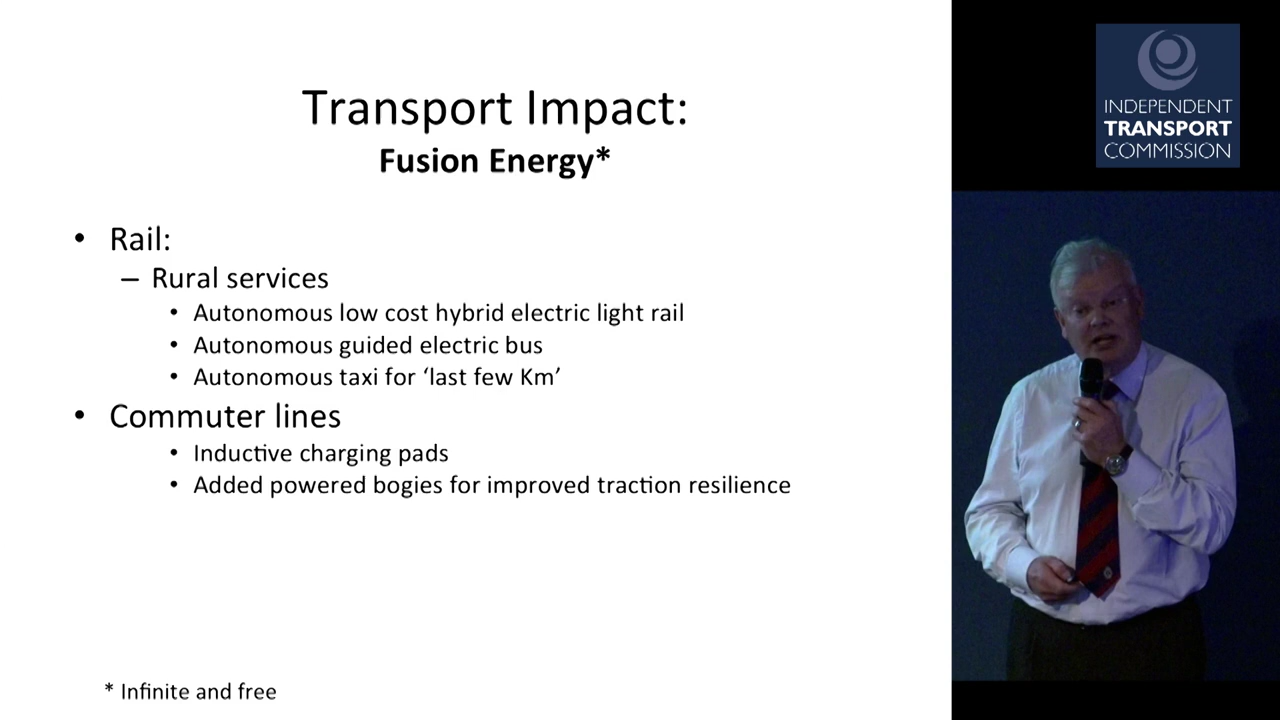 Transport Impact:
Fusion Energy*
• Rail:
– Rural services
• Autonomous low cost hybrid electric light rail
• Autonomous guided electric bus
• Autonomous taxi for ‘last few Km’
• Commuter lines
• Inductive charging pads
• Added powered bogies for improved traction resilience
* Infinite and free
INDEPENDENT
TRANSPORT
COMMISSION